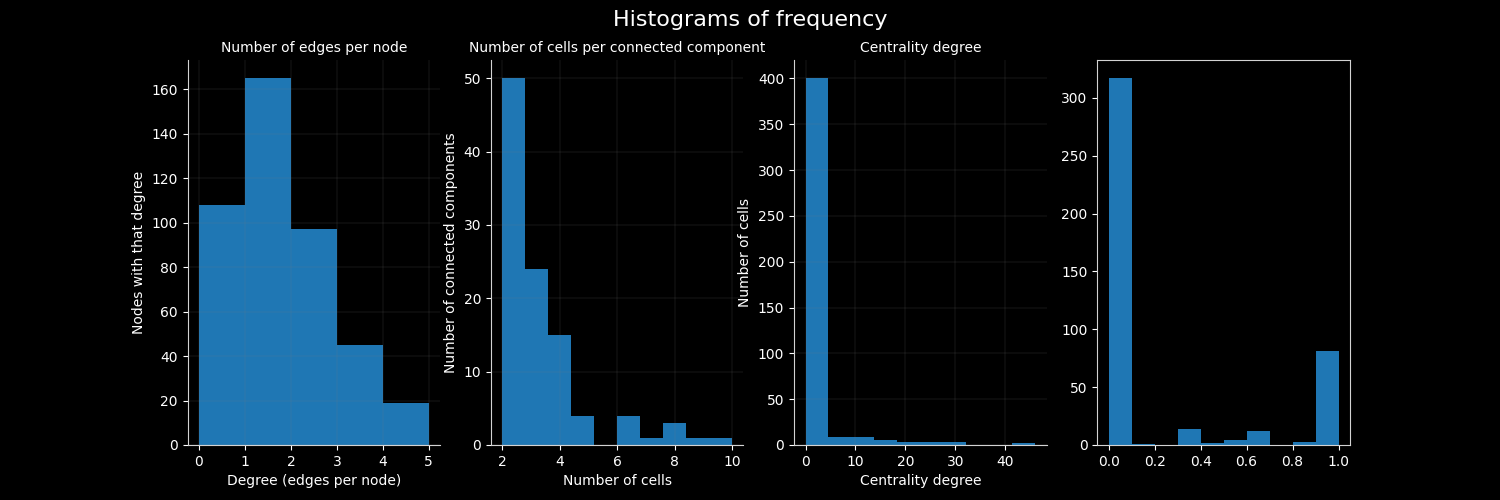 Histograms of frequency
Number of edges per node
Nodes with that degree
160
140
120
100
80
60
40
20
0
0 1 2 3 4 5
Degree (edges per node)
Number of cells per connected component
Number of connected components
50
40
30
20
10
0
2 4 6 8 10
Number of cells
Centrality degree
Number of cells
400
350
300
250
200
150
100
50
0
0 10 20 30 40
Centrality degree
300
250
200
150
100
50
0
0.0 0.2 0.4 0.6 0.8 1.0